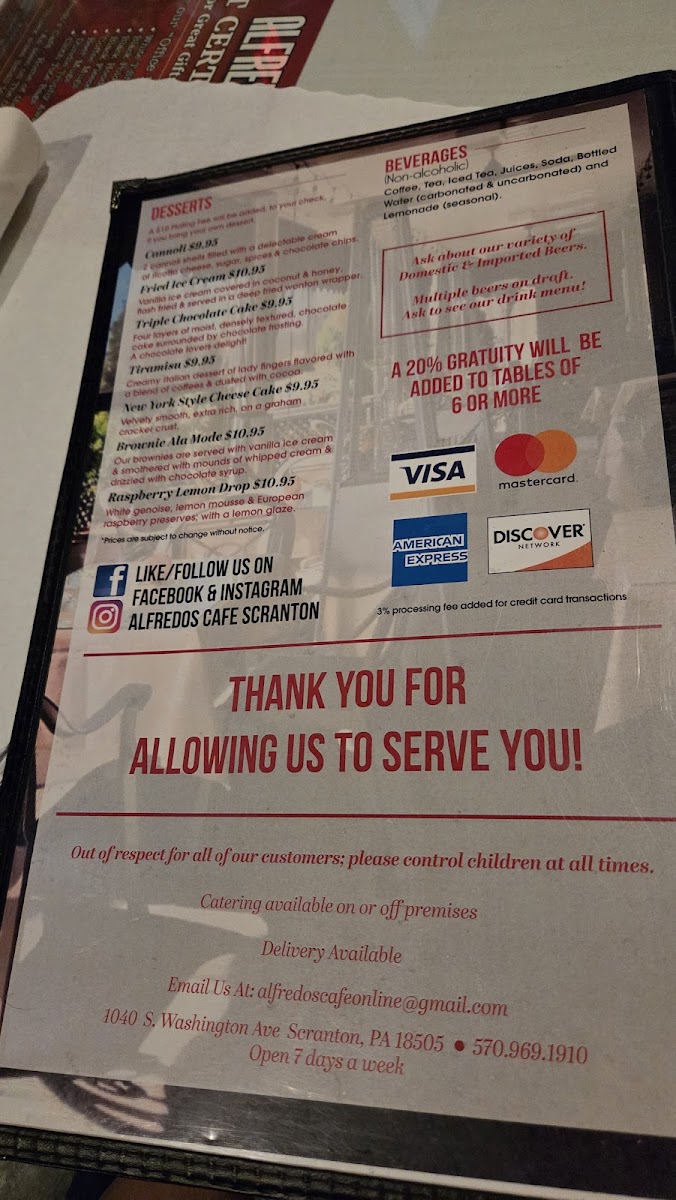 ALFRE
T CERT
or Great Gift
DESSERTS
A $15 Plating Fee will be added, to your check,
if you bring your own dessert.
Cannoli $9.95
2 cannoli shells filled with a delectable cream
of ricotta cheese, sugar, spices & chocolate chips.
Fried Ice Cream $10.95
Vanilla ice cream covered in coconut & honey,
flash fried & served in a deep fried wonton wrapper.
Triple Chocolate Cake $9.95
Four layers of moist, densely textured, chocolate
cake surrounded by chocolate frosting.
A chocolate lovers delight!
Tiramisu $9.95
Creamy Italian dessert of lady fingers flavored with
a blend of coffees & dusted with cocoa.
New York Style Cheese Cake $9.95
Velvety smooth, extra rich, on a graham
cracker crust.
Brownie Ala Mode $10.95
Our brownies are served with vanilla ice cream
& smothered with mounds of whipped cream &
drizzled with chocolate syrup.
Raspberry Lemon Drop $10.95
White genoise, lemon mousse & European
raspberry preserves; with a lemon glaze.
*Prices are subject to change without notice.
LIKE/FOLLOW US ON
FACEBOOK & INSTAGRAM
ALFREDOS CAFE SCRANTON
BEVERAGES
(Non-alcoholic)
Coffee, Tea, Iced Tea, Juices, Soda, Bottled
Water (carbonated & uncarbonated) and
Lemonade (seasonal).
Ask about our variety of
Domestic & Imported Beers.
Multiple beers on draft.
Ask to see our drink menu!
A 20% GRATUITY WILL BE
ADDED TO TABLES OF
6 OR MORE
VISA
mastercard.
AMERICAN
EXPRESS
DISCOVER
NETWORK
3% processing fee added for credit card transactions
THANK YOU FOR
ALLOWING US TO SERVE YOU!
Out of respect for all of our customers; please control children at all times.
Catering available on or off premises
Delivery Available
Email Us At: alfredoscafeonline@gmail.com
1040 S. Washington Ave Scranton, PA 18505 • 570.969.1910
Open 7 days a week